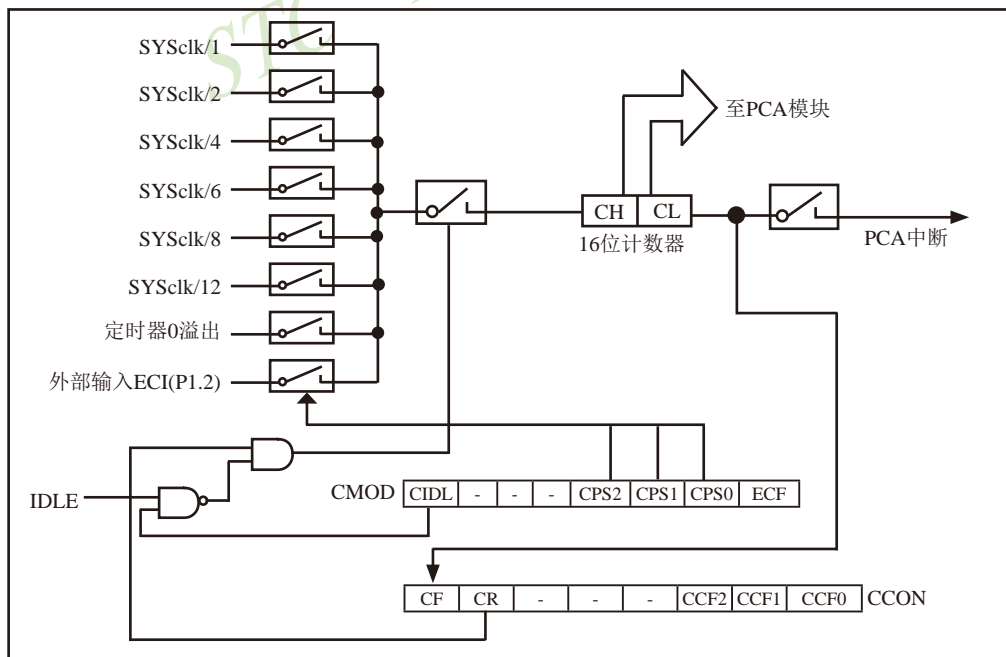 STC
SYSclk/1
SYSclk/2
SYSclk/4
SYSclk/6
SYSclk/8
SYSclk/12
定时器0溢出
外部输入ECI(P1.2)
至PCA模块
CH CL
16位计数器
PCA中断
IDLE
CMOD CIDL - - - CPS2 CPS1 CPS0 ECF
CF CR - - - CCF2 CCF1 CCF0 CCON